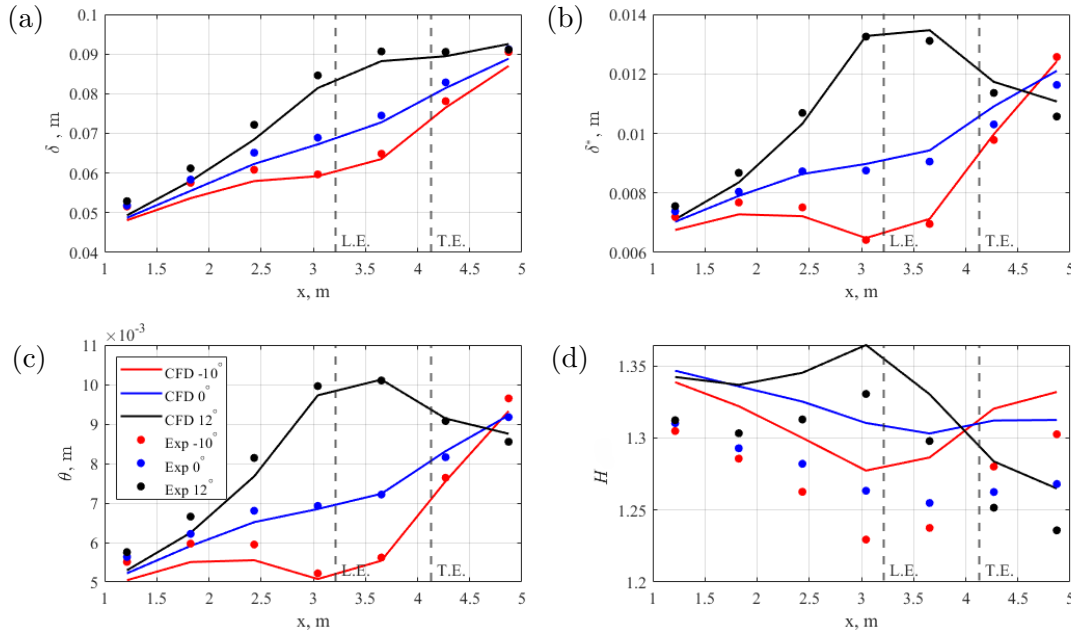 (a)
0.1
0.09
0.08
0.07
0.06
0.05
0.04
δ , m
L.E.
T.E.
1 1.5 2 2.5 3 3.5 4 4.5 5
x, m
(b)
0.014
0.012
0.01
0.008
0.006
δ*, m
L.E.
T.E.
1 1.5 2 2.5 3 3.5 4 4.5 5
x, m
(c)
×10⁻³
11
10
9
8
7
6
5
θ, m
CFD -10°
CFD 0°
CFD 12°
Exp -10°
Exp 0°
Exp 12°
L.E.
T.E.
1 1.5 2 2.5 3 3.5 4 4.5 5
x, m
(d)
1.35
1.3
1.25
1.2
H
L.E.
T.E.
1 1.5 2 2.5 3 3.5 4 4.5 5
x, m